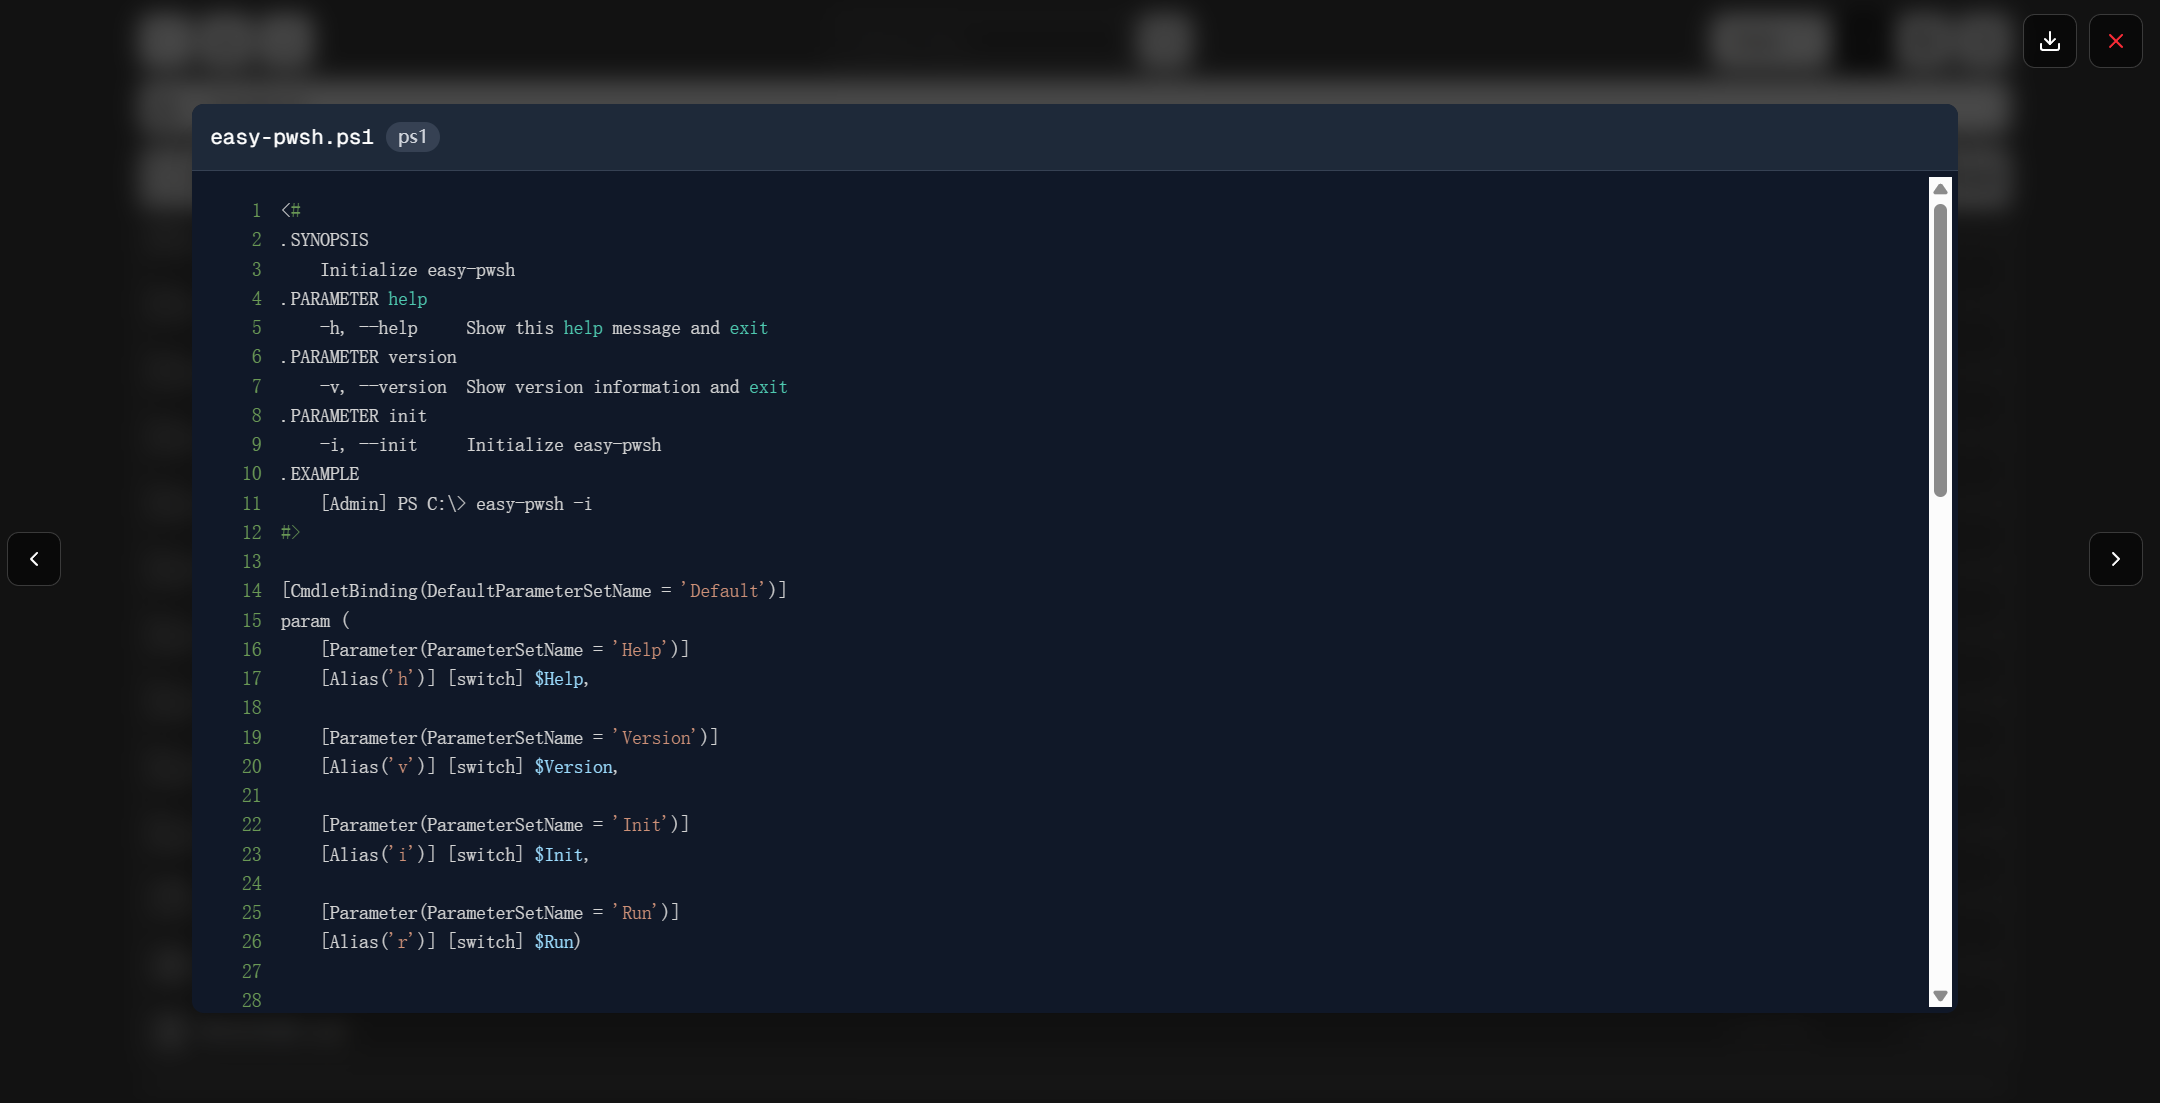 easy-pwsh.ps1 ps1
1 <#
2 .SYNOPSIS
3     Initialize easy-pwsh
4 .PARAMETER help
5     -h, --help     Show this help message and exit
6 .PARAMETER version
7     -v, --version  Show version information and exit
8 .PARAMETER init
9     -i, --init     Initialize easy-pwsh
10 .EXAMPLE
11     [Admin] PS C:\> easy-pwsh -i
12 #>
13
14 [CmdletBinding(DefaultParameterSetName = 'Default')]
15 param (
16     [Parameter(ParameterSetName = 'Help')]
17     [Alias('h')] [switch] $Help,
18
19     [Parameter(ParameterSetName = 'Version')]
20     [Alias('v')] [switch] $Version,
21
22     [Parameter(ParameterSetName = 'Init')]
23     [Alias('i')] [switch] $Init,
24
25     [Parameter(ParameterSetName = 'Run')]
26     [Alias('r')] [switch] $Run)
27
28